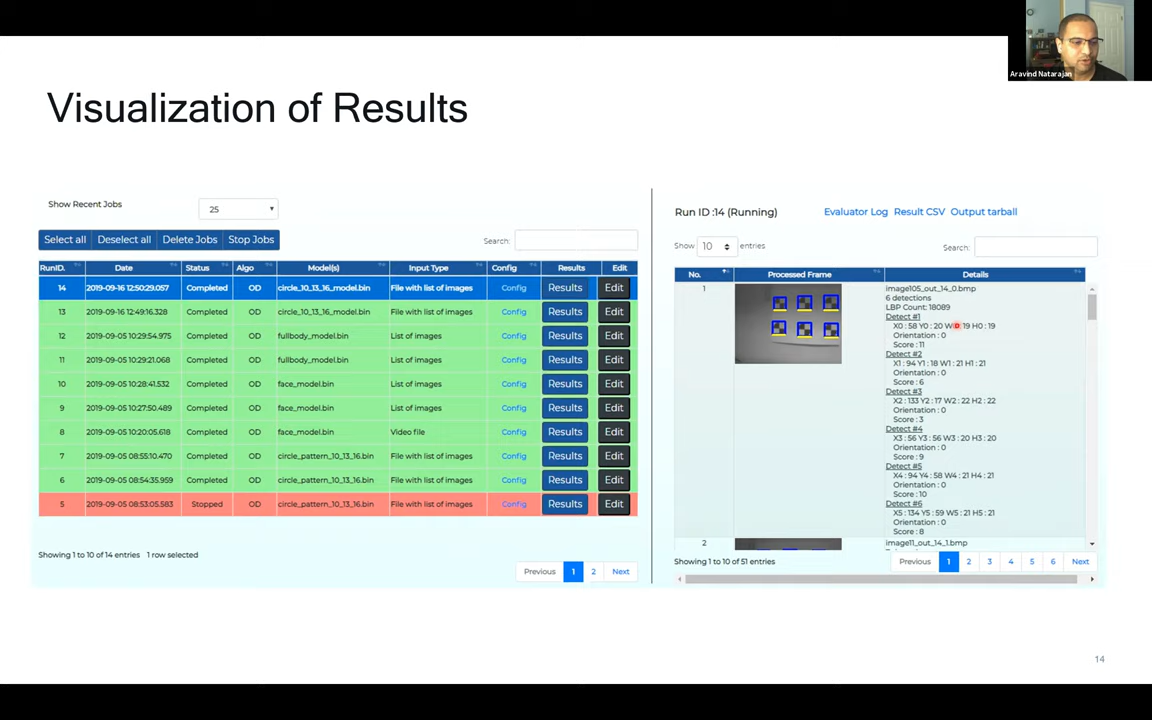 Aravind Natarajan
Visualization of Results
Show Recent Jobs
25
Select all Deselect all Delete Jobs Stop Jobs
Search:
RunID. Date Status Algo Model(s) Input Type Config Results Edit
14 2019-09-16 12:50:29.057 Completed OD circle_10_13_16_model.bin File with list of images Config Results Edit
13 2019-09-16 12:49:16.328 Completed OD circle_10_13_16_model.bin File with list of images Config Results Edit
12 2019-09-05 10:29:54.975 Completed OD fullbody_model.bin List of images Config Results Edit
11 2019-09-05 10:29:21.068 Completed OD fullbody_model.bin List of images Config Results Edit
10 2019-09-05 10:28:41.532 Completed OD face_model.bin List of images Config Results Edit
9 2019-09-05 10:27:50.489 Completed OD face_model.bin List of images Config Results Edit
8 2019-09-05 10:20:05.618 Completed OD face_model.bin Video file Config Results Edit
7 2019-09-05 08:55:10.470 Completed OD circle_pattern_10_13_16.bin File with list of images Config Results Edit
6 2019-09-05 08:54:35.959 Completed OD circle_pattern_10_13_16.bin File with list of images Config Results Edit
5 2019-09-05 08:53:05.583 Stopped OD circle_pattern_10_13_16.bin File with list of images Config Results Edit
Showing 1 to 10 of 14 entries 1 row selected
Previous 1 2 Next
Run ID :14 (Running) Evaluator Log Result CSV Output tarball
Show 10 entries
Search:
No. Processed Frame Details
1
image105_out_14_0.bmp
6 detections
LBP Count: 18089
Detect #1
X0 : 58 Y0 : 20 19 H0 : 19
Orientation : 0
Score : 11
Detect #2
X1 : 94 Y1 : 18 W1 : 21 H1 : 21
Orientation : 0
Score : 6
Detect #3
X2 : 133 Y2 : 17 W2 : 22 H2 : 22
Orientation : 0
Score : 3
Detect #4
X3 : 56 Y3 : 56 W3 : 20 H3 : 20
Orientation : 0
Score : 9
Detect #5
X4 : 94 Y4 : 58 W4 : 21 H4 : 21
Orientation : 0
Score : 10
Detect #6
X5 : 134 Y5 : 59 W5 : 21 H5 : 21
Orientation : 0
Score : 8
2 image11_out_14_1.bmp
Showing 1 to 10 of 51 entries
Previous 1 2 3 4 5 6 Next
14